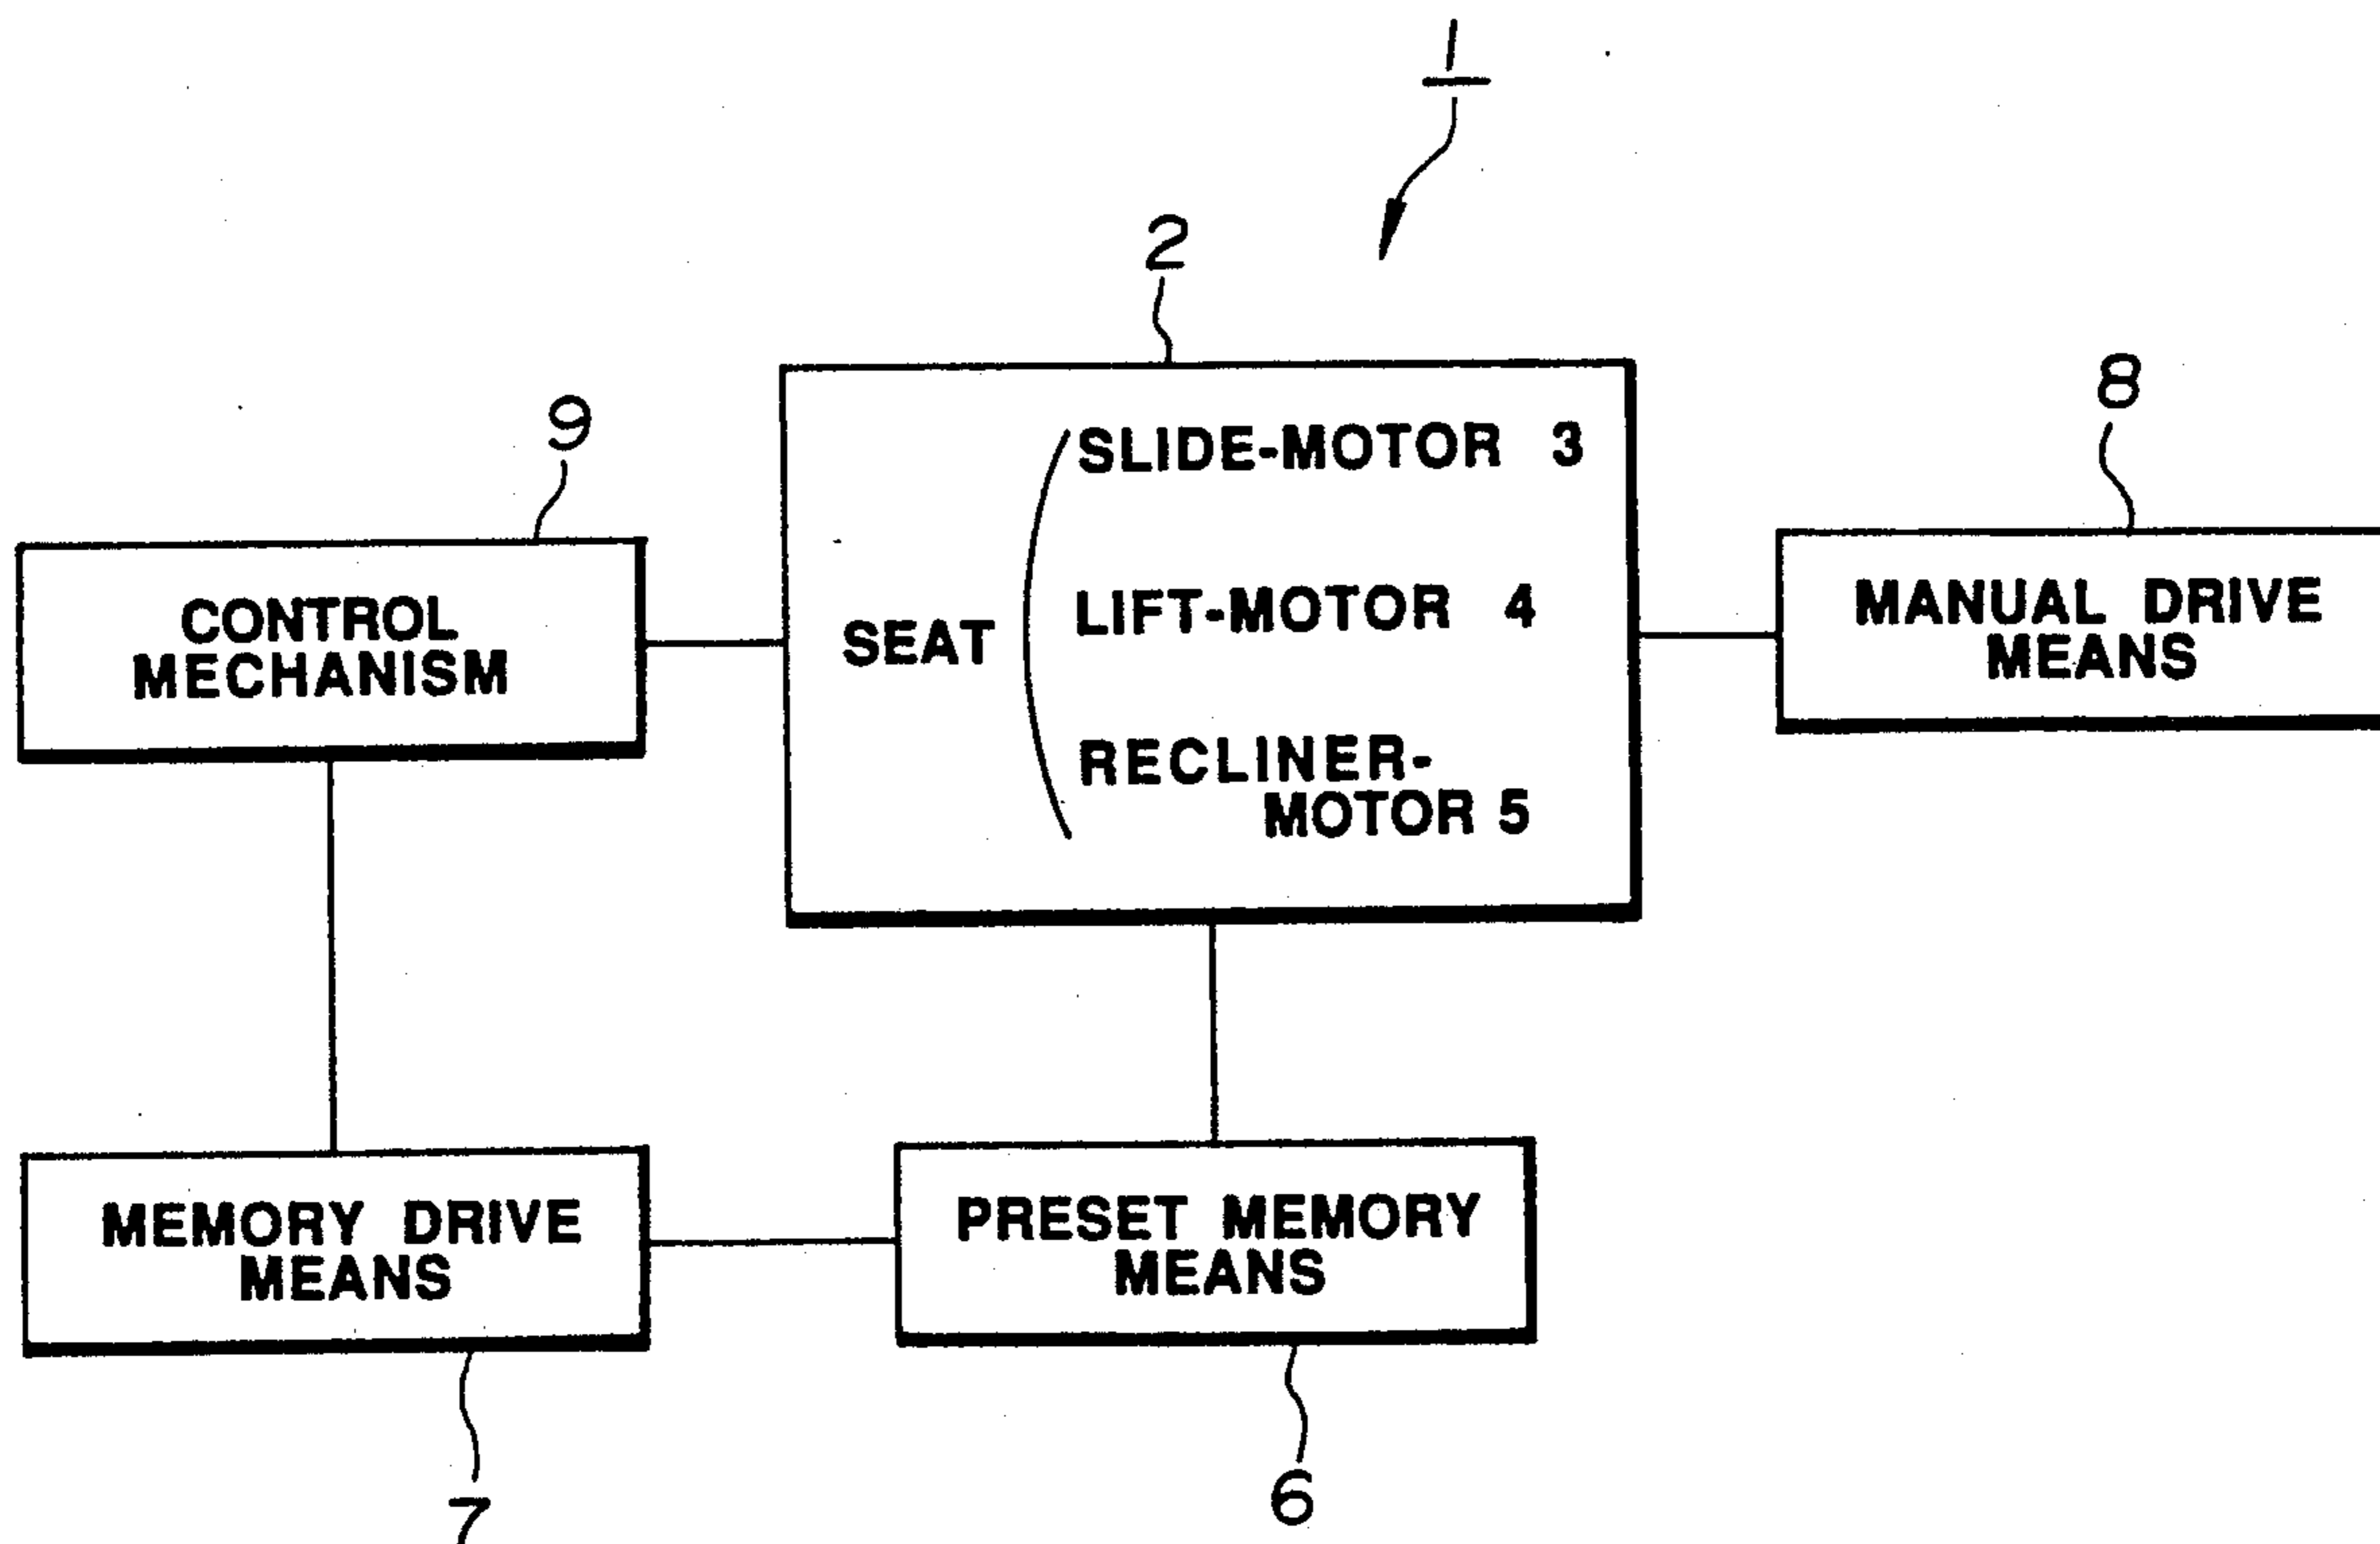 1
2
9
8
SLIDE-MOTOR 3
LIFT-MOTOR 4
SEAT
RECLINER-
MOTOR 5
CONTROL
MECHANISM
MANUAL DRIVE
MEANS
MEMORY DRIVE
MEANS
PRESET MEMORY
MEANS
7
6